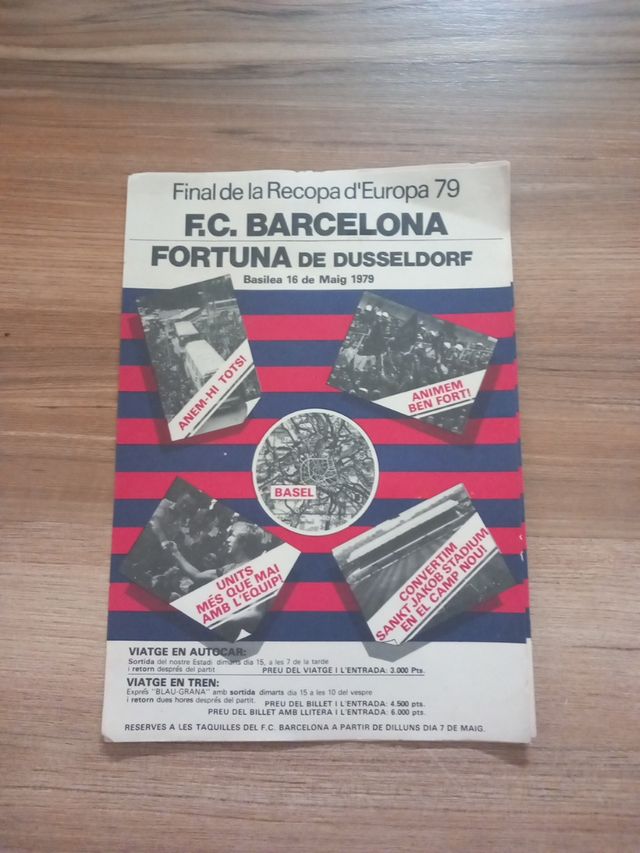 Final de la Recopa d'Europa 79
F.C. BARCELONA
FORTUNA DE DUSSELDORF
Basilea 16 de Maig 1979
ANEM-HI TOTS!
ANIMEM
BEN FORT!
BASEL
UNITS
MÉS QUE MAI
AMB L'EQUIP!
CONVERTIM
SANKT JAKOB STADIUM
EN EL CAMP NOU!
VIATGE EN AUTOCAR:
Sortida del nostre Estadi dimarts dia 15, a les 7 de la tarde
i retorn després del partit.
PREU DEL VIATGE I L'ENTRADA: 3.000 Pts.
VIATGE EN TREN:
Exprés "BLAU-GRANA" amb sortida dimarts dia 15 a les 10 del vespre
i retorn dues hores després del partit.
PREU DEL BILLET I L'ENTRADA: 4.500 pts.
PREU DEL BILLET AMB LLITERA I L'ENTRADA: 6.000 pts.
RESERVES A LES TAQUILLES DEL F.C. BARCELONA A PARTIR DE DILLUNS DIA 7 DE MAIG.